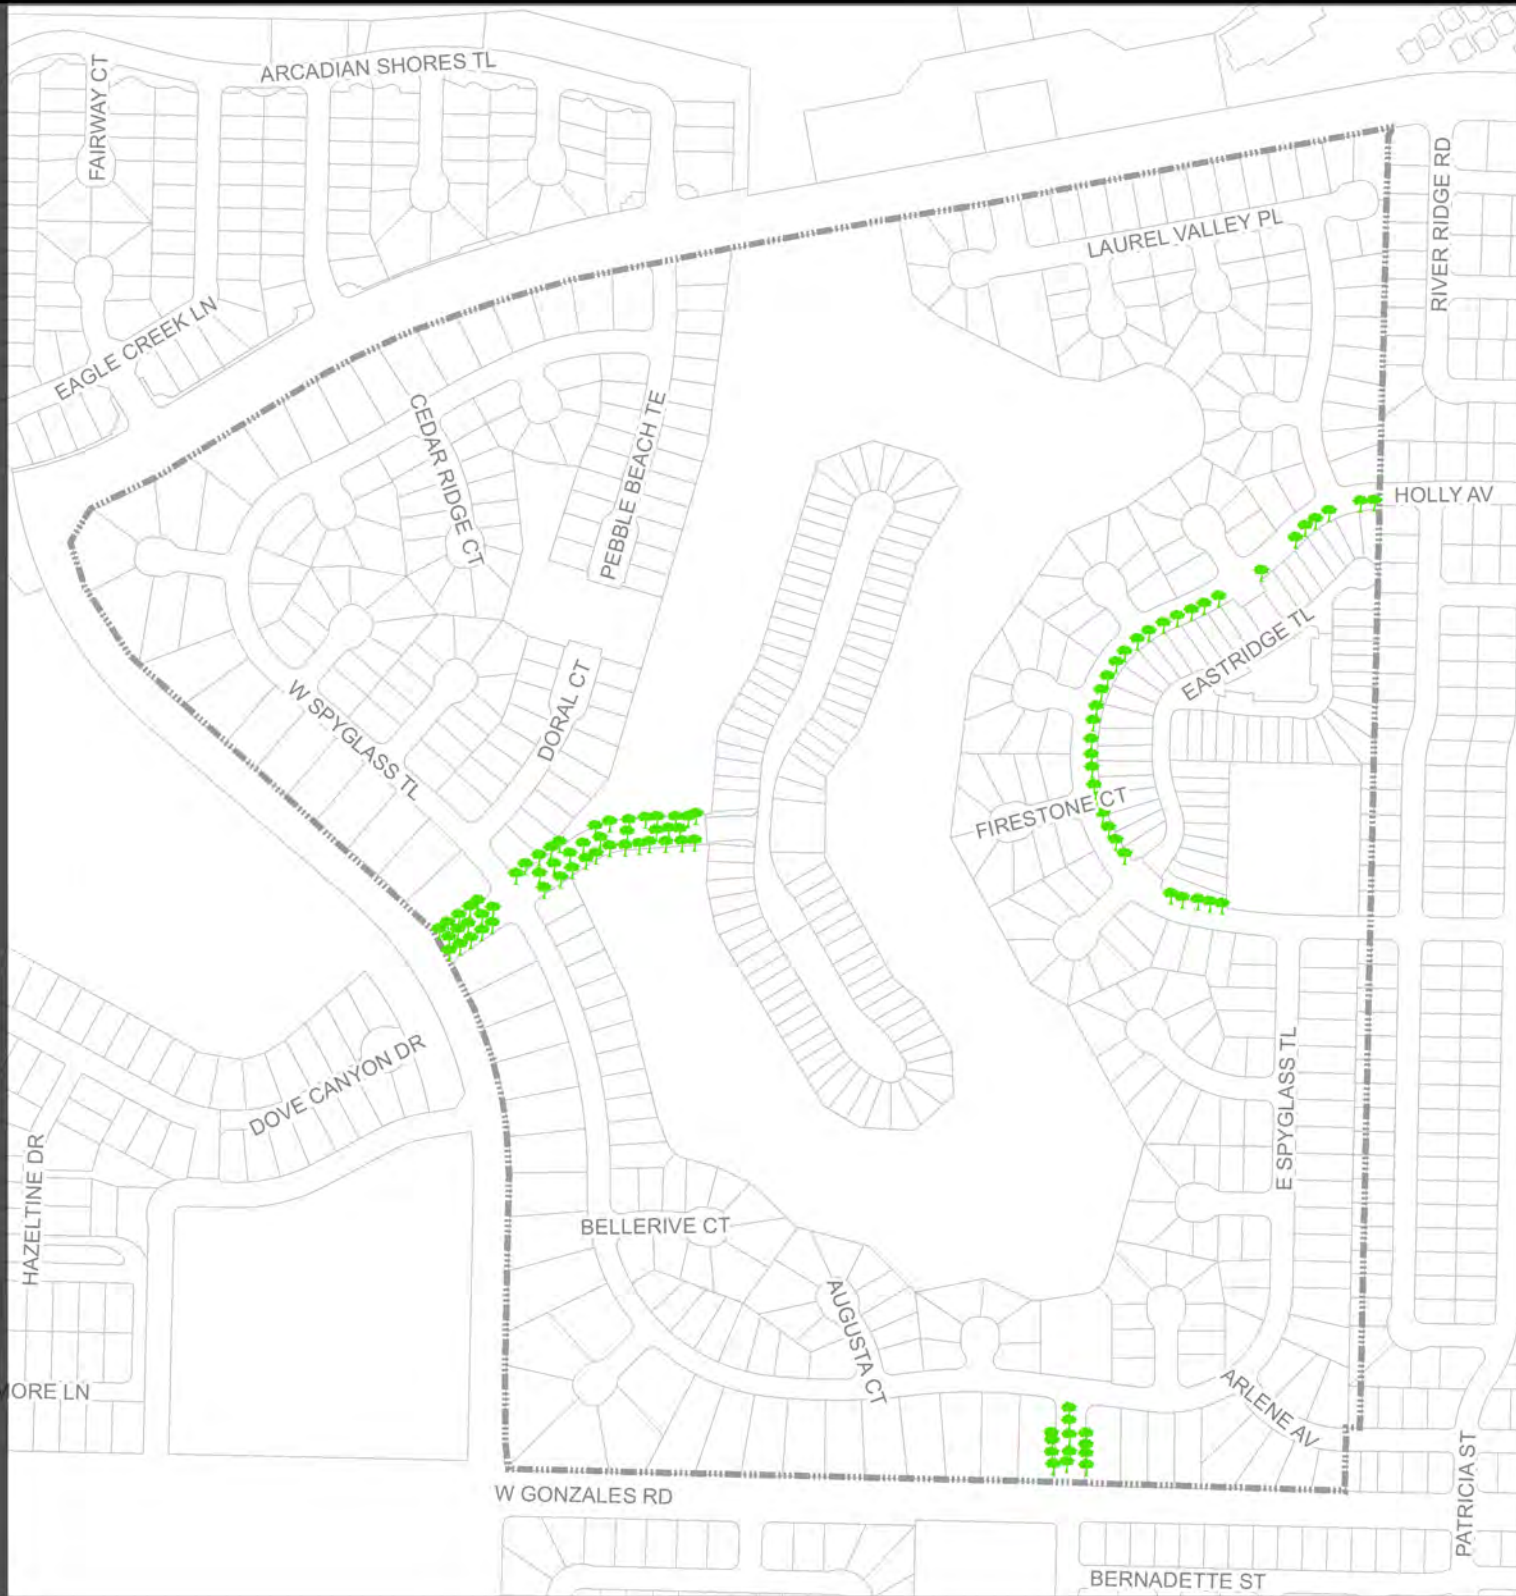 ARCADIAN SHORES TL
FAIRWAY CT
RIVER RIDGE RD
LAUREL VALLEY PL
EAGLE CREEK LN
CEDAR RIDGE CT
PEBBLE BEACH TE
HOLLY AV
EASTRIDGE TL
W SPYGLASS TL
DORAL CT
FIRESTONE CT
DOVE CANYON DR
E SPYGLASS TL
HAZELTINE DR
BELLERIVE CT
AUGUSTA CT
MORE LN
ARLENE AV
PATRICIA ST
W GONZALES RD
BERNADETTE ST